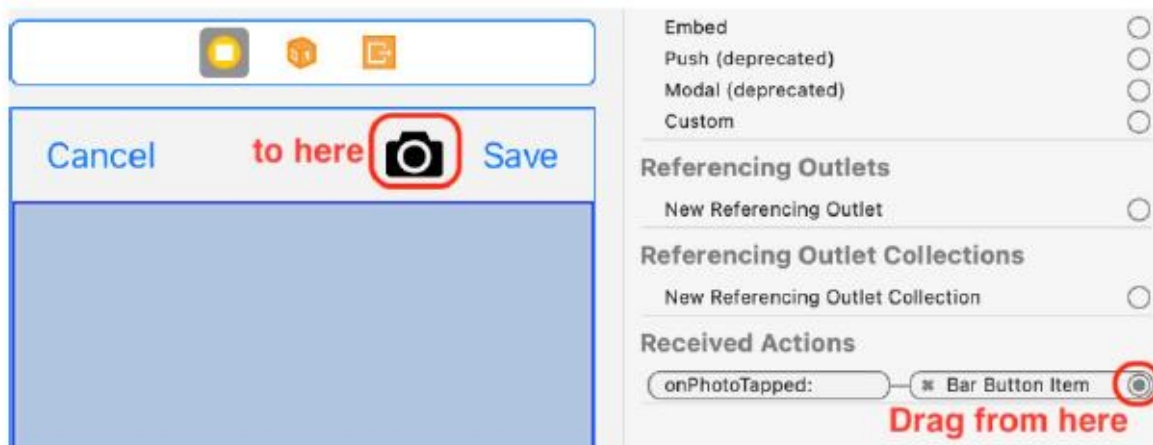 Cancel
to here
Save
Embed
Push (deprecated)
Modal (deprecated)
Custom
Referencing Outlets
New Referencing Outlet
Referencing Outlet Collections
New Referencing Outlet Collection
Received Actions
onPhotoTapped:
Bar Button Item
Drag from here